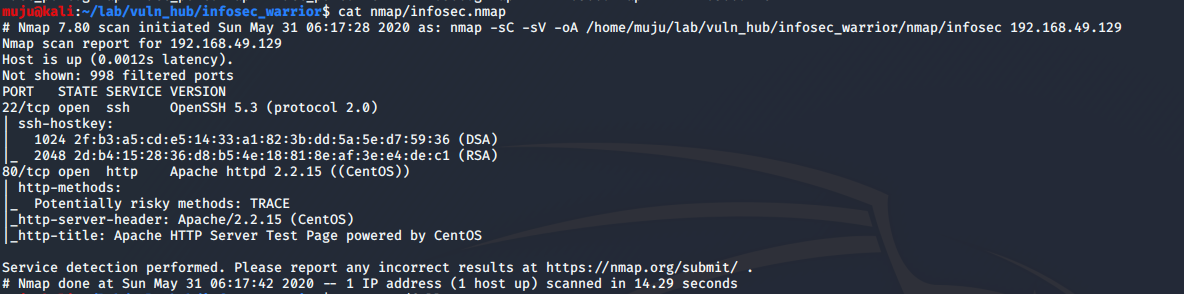 muju@kali:~/lab/vuln_hub/infosec_warrior$ cat nmap/infosec.nmap
# Nmap 7.80 scan initiated Sun May 31 06:17:28 2020 as: nmap -sC -sV -oA /home/muju/lab/vuln_hub/infosec_warrior/nmap/infosec 192.168.49.129
Nmap scan report for 192.168.49.129
Host is up (0.0012s latency).
Not shown: 998 filtered ports
PORT   STATE SERVICE VERSION
22/tcp open  ssh     OpenSSH 5.3 (protocol 2.0)
| ssh-hostkey:
|   1024 2f:b3:a5:cd:e5:14:33:a1:82:3b:dd:5a:5e:d7:59:36 (DSA)
|_  2048 2d:b4:15:28:36:d8:b5:4e:18:81:8e:af:3e:e4:de:c1 (RSA)
80/tcp open  http    Apache httpd 2.2.15 ((CentOS))
| http-methods:
|_  Potentially risky methods: TRACE
|_http-server-header: Apache/2.2.15 (CentOS)
|_http-title: Apache HTTP Server Test Page powered by CentOS
Service detection performed. Please report any incorrect results at https://nmap.org/submit/ .
# Nmap done at Sun May 31 06:17:42 2020 -- 1 IP address (1 host up) scanned in 14.29 seconds